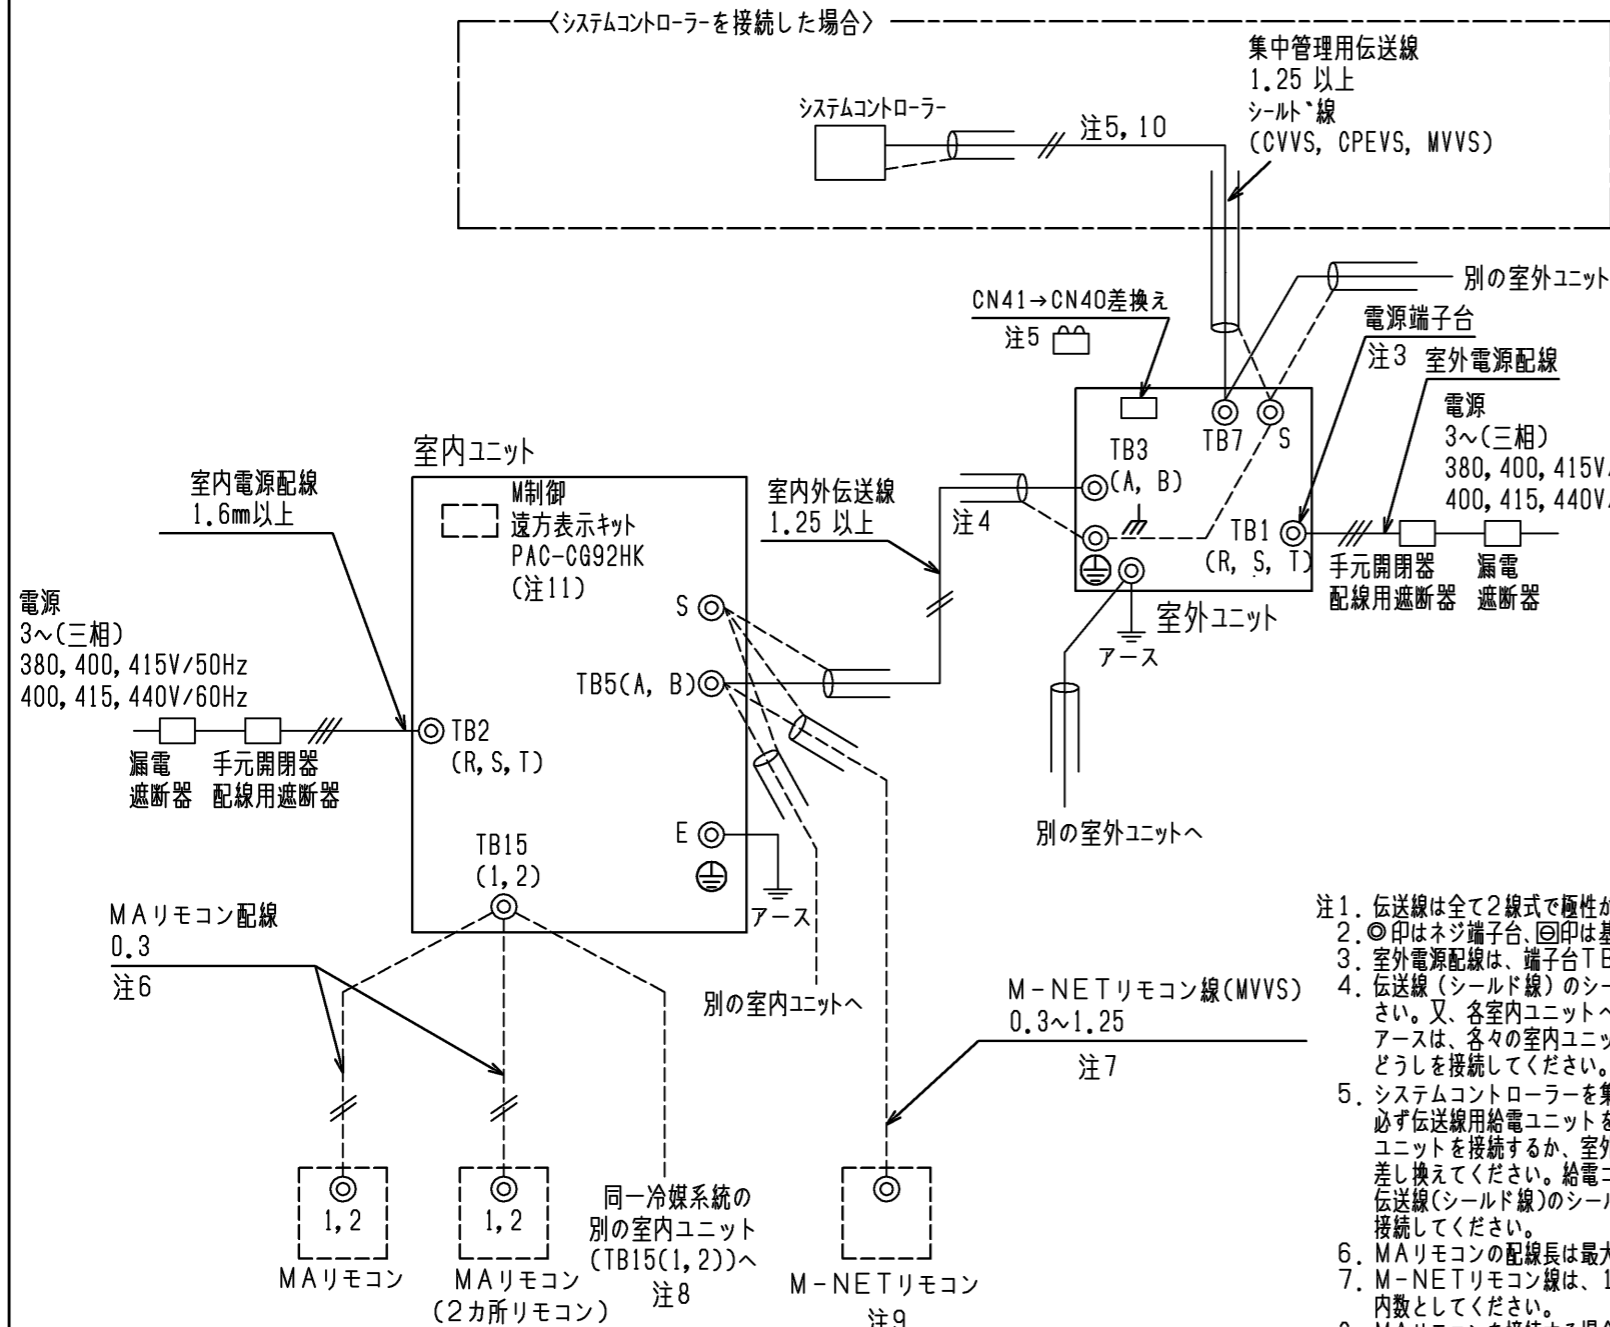 〈システムコントローラーを接続した場合〉
集中管理用伝送線
1.25 以上
シールド線
(CVVS, CPEVS, MVVS)
システムコントローラー
注5, 10
別の室外ユニット
CN41→CN40差換え
注5
電源端子台
注3
室外電源配線
電源
3~(三相)
380, 400, 415V/
400, 415, 440V/
TB3
(A, B)
TB7
S
TB1
(R, S, T)
手元開閉器
配線用遮断器
漏電
遮断器
室外ユニット
アース
別の室外ユニットへ
室内ユニット
M制御
遠方表示キット
PAC-CG92HK
(注11)
室内電源配線
1.6mm以上
室内外伝送線
1.25 以上
注4
電源
3~(三相)
380, 400, 415V/50Hz
400, 415, 440V/60Hz
漏電
遮断器
手元開閉器
配線用遮断器
TB2
(R, S, T)
S
TB5(A, B)
E
アース
TB15
(1, 2)
MAリモコン配線
0.3
注6
別の室内ユニットへ
M-NETリモコン線(MVVS)
0.3~1.25
注7
1, 2
MAリモコン
1, 2
MAリモコン
(2カ所リモコン)
同一冷媒系統の
別の室内ユニット
(TB15(1, 2))へ
注8
M-NETリモコン
注9
注1. 伝送線は全て2線式で極性が
2. ◎印はネジ端子台、回印は基
3. 室外電源配線は、端子台TB
4. 伝送線(シールド線)のシー
さい。又、各室内ユニットへ
アースは、各々の室内ユニッ
どうしを接続してください。
5. システムコントローラーを集
必ず伝送線用給電ユニットを
ユニットを接続するか、室外
差し換えてください。給電コ
伝送線(シールド線)のシール
接続してください。
6. MAリモコンの配線長は最大
7. M-NETリモコン線は、1
内数としてください。